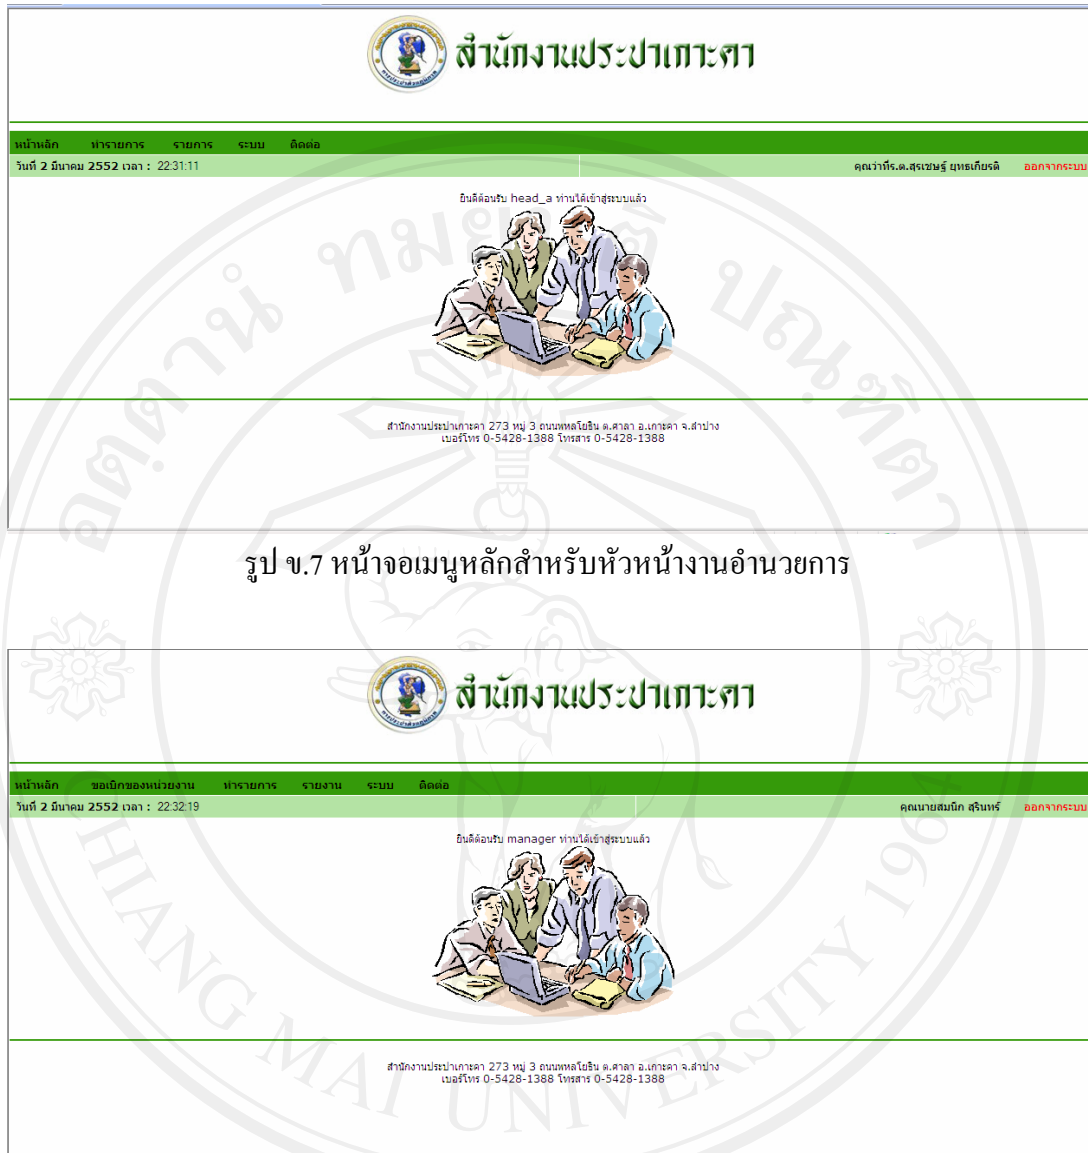 สำนักงานประปาเกาะคา
หน้าหลัก ทำรายการ รายการ ระบบ ติดต่อ
วันที่ 2 มีนาคม 2552 เวลา : 22:31:11 คุณว่าที่ร.ต.สุรเชษฐ์ ยุทธเกียรติ ออกจากระบบ
ยินดีต้อนรับ head_a ท่านได้เข้าสู่ระบบแล้ว
สำนักงานประปาเกาะคา 273 หมู่ 3 ถนนพหลโยธิน ต.ศาลา อ.เกาะคา จ.ลำปาง
เบอร์โทร 0-5428-1388 โทรสาร 0-5428-1388
รูป ข.7 หน้าจอเมนูหลักสำหรับหัวหน้างานอำนวยการ
สำนักงานประปาเกาะคา
หน้าหลัก ขอเบิกของหน่วยงาน ทำรายการ รายงาน ระบบ ติดต่อ
วันที่ 2 มีนาคม 2552 เวลา : 22:32:19 คุณนายสมนึก สุรินทร์ ออกจากระบบ
ยินดีต้อนรับ manager ท่านได้เข้าสู่ระบบแล้ว
สำนักงานประปาเกาะคา 273 หมู่ 3 ถนนพหลโยธิน ต.ศาลา อ.เกาะคา จ.ลำปาง
เบอร์โทร 0-5428-1388 โทรสาร 0-5428-1388
CHIANG MAI UNIVERSITY 1964